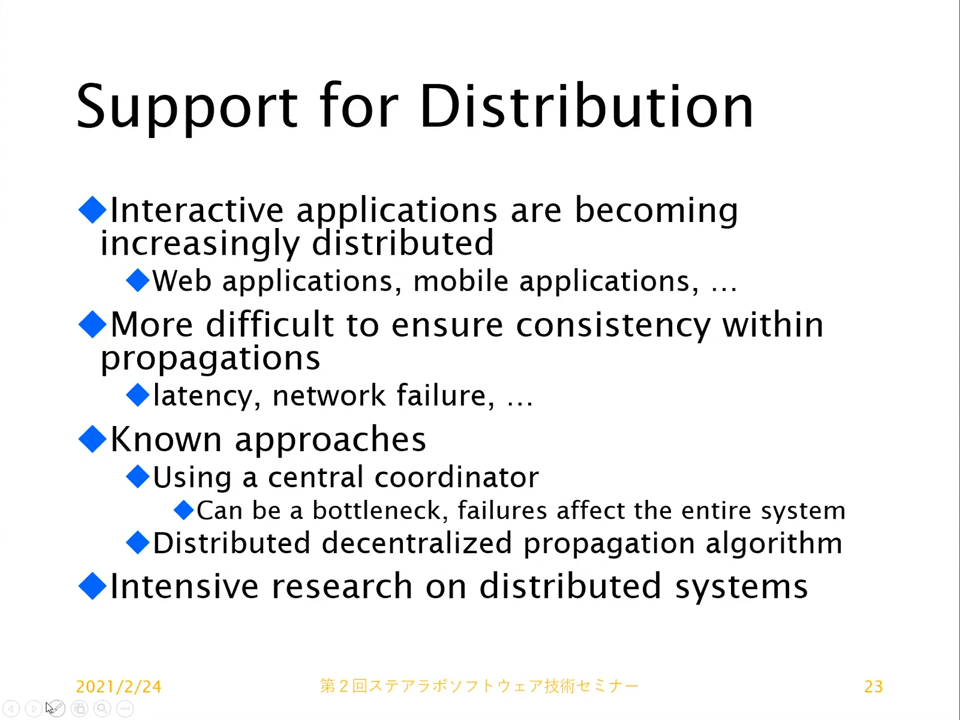 Support for Distribution
◆Interactive applications are becoming
increasingly distributed
◆Web applications, mobile applications, …
◆More difficult to ensure consistency within
propagations
◆latency, network failure, …
◆Known approaches
◆Using a central coordinator
◆Can be a bottleneck, failures affect the entire system
◆Distributed decentralized propagation algorithm
◆Intensive research on distributed systems
2021/2/24
第２回ステアラボソフトウェア技術セミナー
23